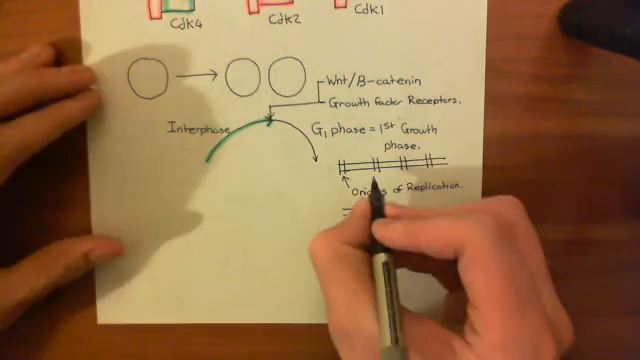 Cdk4
Cdk2
Cdk1
Wnt/B-catenin
Growth factor Receptors.
Interphase
G1 phase = 1st Growth
phase.
Origins of Replication.